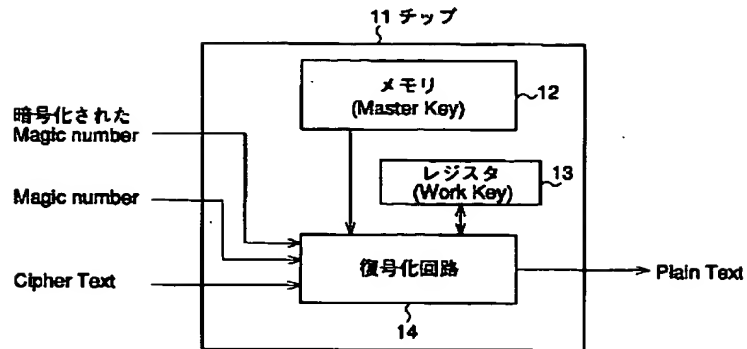 11 チップ
メモリ
(Master Key)
12
暗号化された
Magic number
レジスタ
(Work Key)
13
Magic number
復号化回路
Cipher Text
Plain Text
14